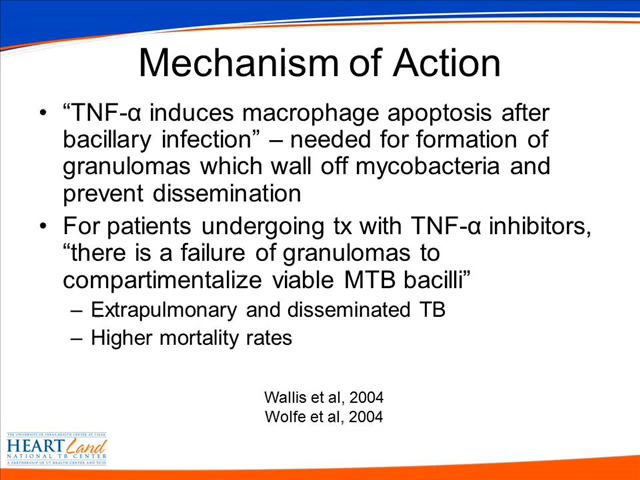 Mechanism of Action
• “TNF-α induces macrophage apoptosis after
bacillary infection” – needed for formation of
granulomas which wall off mycobacteria and
prevent dissemination
• For patients undergoing tx with TNF-α inhibitors,
“there is a failure of granulomas to
compartimentalize viable MTB bacilli”
– Extrapulmonary and disseminated TB
– Higher mortality rates
Wallis et al, 2004
Wolfe et al, 2004
HEARTLand
NATIONAL TB CENTER